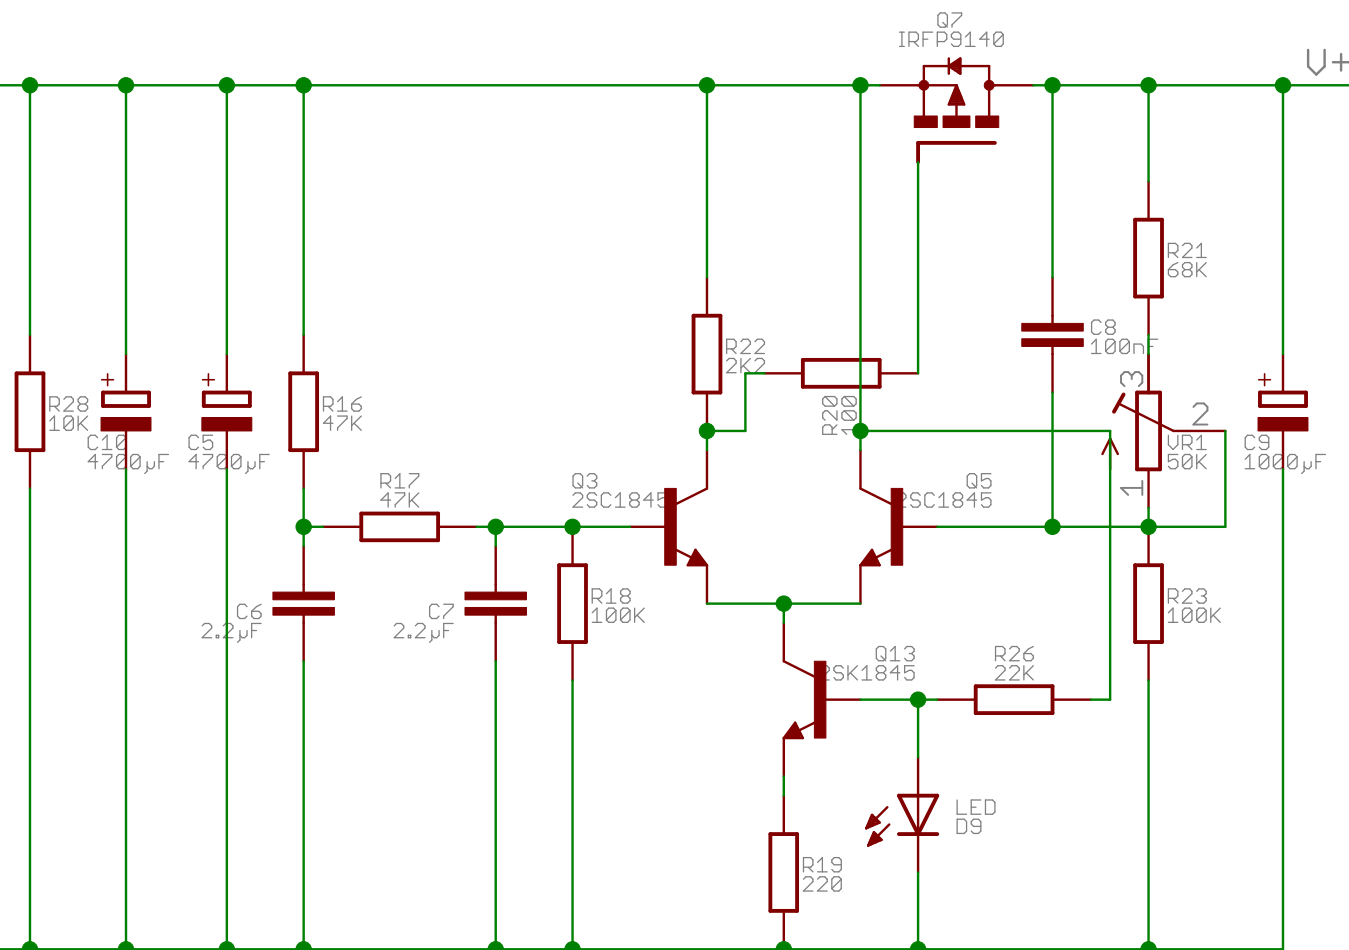 Q7
IRFP9140
V+
R21
68K
C8
100nF
R22
2K2
3
R28
10K
+
C10
4700µF
+
C5
4700µF
R16
47K
R20
100
2
VR1
50K
+
C9
1000µF
1
R17
47K
Q3
2SC1845
Q5
2SC1845
C6
2.2µF
C7
2.2µF
R18
100K
R23
100K
Q13
2SK1845
R26
22K
LED
D9
R19
220